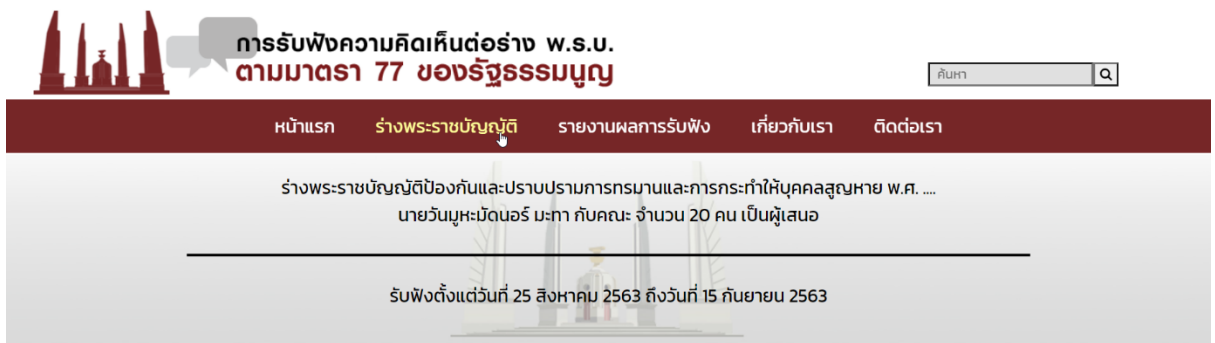 การรับฟังความคิดเห็นต่อร่าง พ.ร.บ.
ตามมาตรา 77 ของรัฐธรรมนูญ
ค้นหา
หน้าแรก ร่างพระราชบัญญัติ รายงานผลการรับฟัง เกี่ยวกับเรา ติดต่อเรา
ร่างพระราชบัญญัติป้องกันและปราบปรามการทรมานและการกระทำให้บุคคลสูญหาย พ.ศ. ....
นายวันมูหะมัดนอร์ มะทา กับคณะ จำนวน 20 คน เป็นผู้เสนอ
รับฟังตั้งแต่วันที่ 25 สิงหาคม 2563 ถึงวันที่ 15 กันยายน 2563